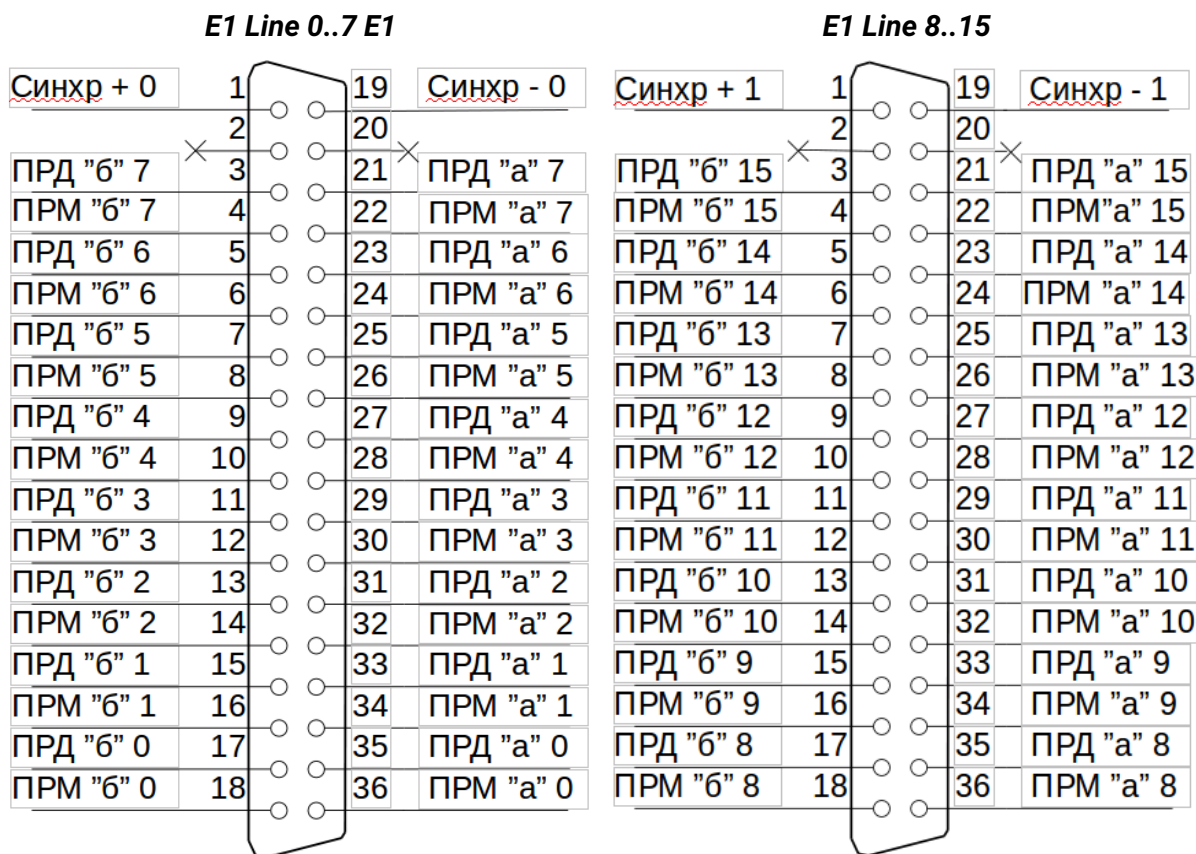 E1 Line 0..7 E1
Синхр + 0 1 19 Синхр - 0
2 20
ПРД ”б” 7 3 21 ПРД ”а” 7
ПРМ ”б” 7 4 22 ПРМ ”а” 7
ПРД ”б” 6 5 23 ПРД ”а” 6
ПРМ ”б” 6 6 24 ПРМ ”а” 6
ПРД ”б” 5 7 25 ПРД ”а” 5
ПРМ ”б” 5 8 26 ПРМ ”а” 5
ПРД ”б” 4 9 27 ПРД ”а” 4
ПРМ ”б” 4 10 28 ПРМ ”а” 4
ПРД ”б” 3 11 29 ПРД ”а” 3
ПРМ ”б” 3 12 30 ПРМ ”а” 3
ПРД ”б” 2 13 31 ПРД ”а” 2
ПРМ ”б” 2 14 32 ПРМ ”а” 2
ПРД ”б” 1 15 33 ПРД ”а” 1
ПРМ ”б” 1 16 34 ПРМ ”а” 1
ПРД ”б” 0 17 35 ПРД ”а” 0
ПРМ ”б” 0 18 36 ПРМ ”а” 0
E1 Line 8..15
Синхр + 1 1 19 Синхр - 1
2 20
ПРД ”б” 15 3 21 ПРД ”а” 15
ПРМ ”б” 15 4 22 ПРМ”а” 15
ПРД ”б” 14 5 23 ПРД ”а” 14
ПРМ ”б” 14 6 24 ПРМ ”а” 14
ПРД ”б” 13 7 25 ПРД ”а” 13
ПРМ ”б” 13 8 26 ПРМ ”а” 13
ПРД ”б” 12 9 27 ПРД ”а” 12
ПРМ ”б” 12 10 28 ПРМ ”а” 12
ПРД ”б” 11 11 29 ПРД ”а” 11
ПРМ ”б” 11 12 30 ПРМ ”а” 11
ПРД ”б” 10 13 31 ПРД ”а” 10
ПРМ ”б” 10 14 32 ПРМ ”а” 10
ПРД ”б” 9 15 33 ПРД ”а” 9
ПРМ ”б” 9 16 34 ПРМ ”а” 9
ПРД ”б” 8 17 35 ПРД ”а” 8
ПРМ ”б” 8 18 36 ПРМ ”а” 8